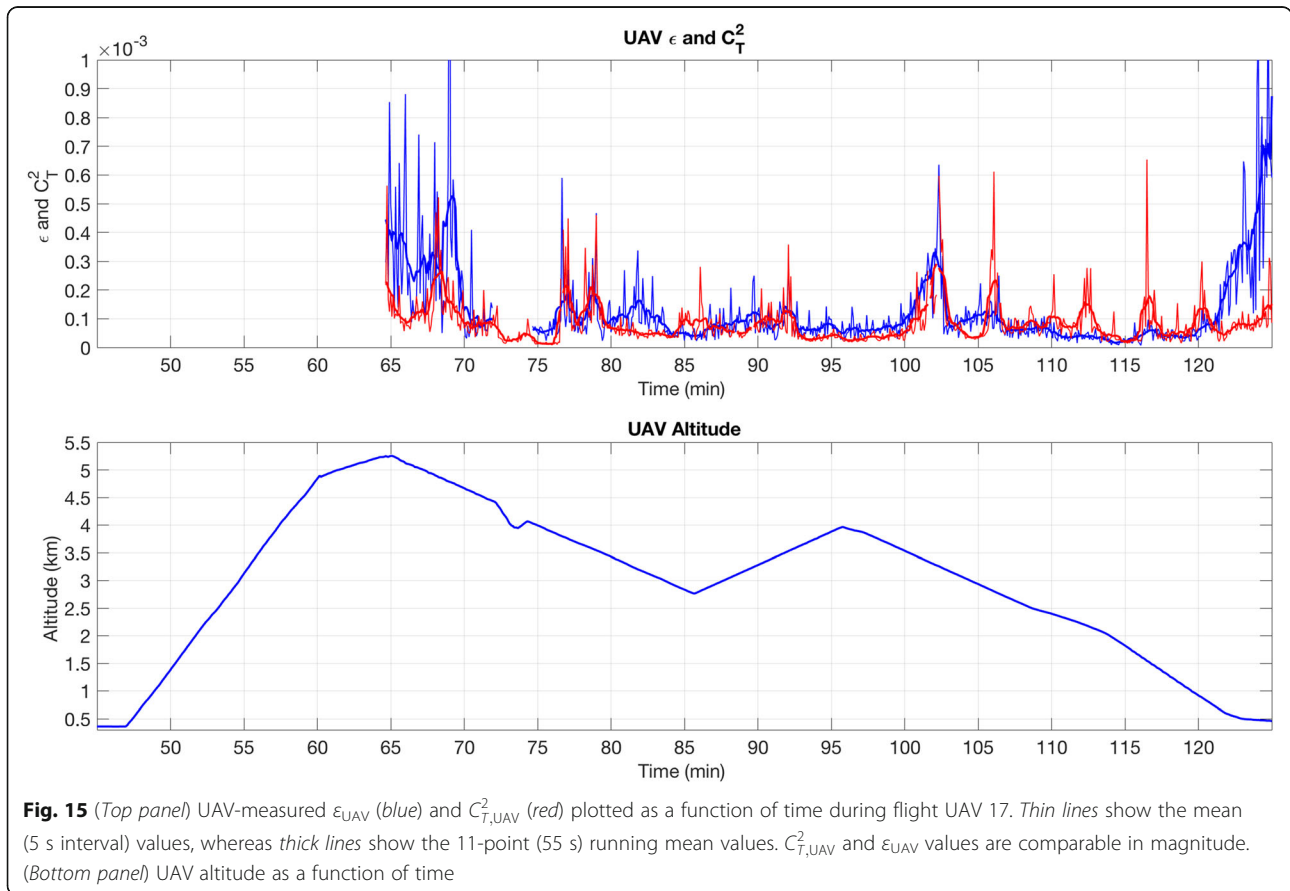 UAV ϵ and C_T^2
×10^-3
1
0.9
0.8
0.7
0.6
0.5
0.4
0.3
0.2
0.1
0
ϵ and C_T^2
50 55 60 65 70 75 80 85 90 95 100 105 110 115 120
Time (min)
UAV Altitude
5.5
5
4.5
4
3.5
3
2.5
2
1.5
1
0.5
Altitude (km)
50 55 60 65 70 75 80 85 90 95 100 105 110 115 120
Time (min)
Fig. 15 (Top panel) UAV-measured ε_UAV (blue) and C²_T,UAV (red) plotted as a function of time during flight UAV 17. Thin lines show the mean
(5 s interval) values, whereas thick lines show the 11-point (55 s) running mean values. C²_T,UAV and ε_UAV values are comparable in magnitude.
(Bottom panel) UAV altitude as a function of time